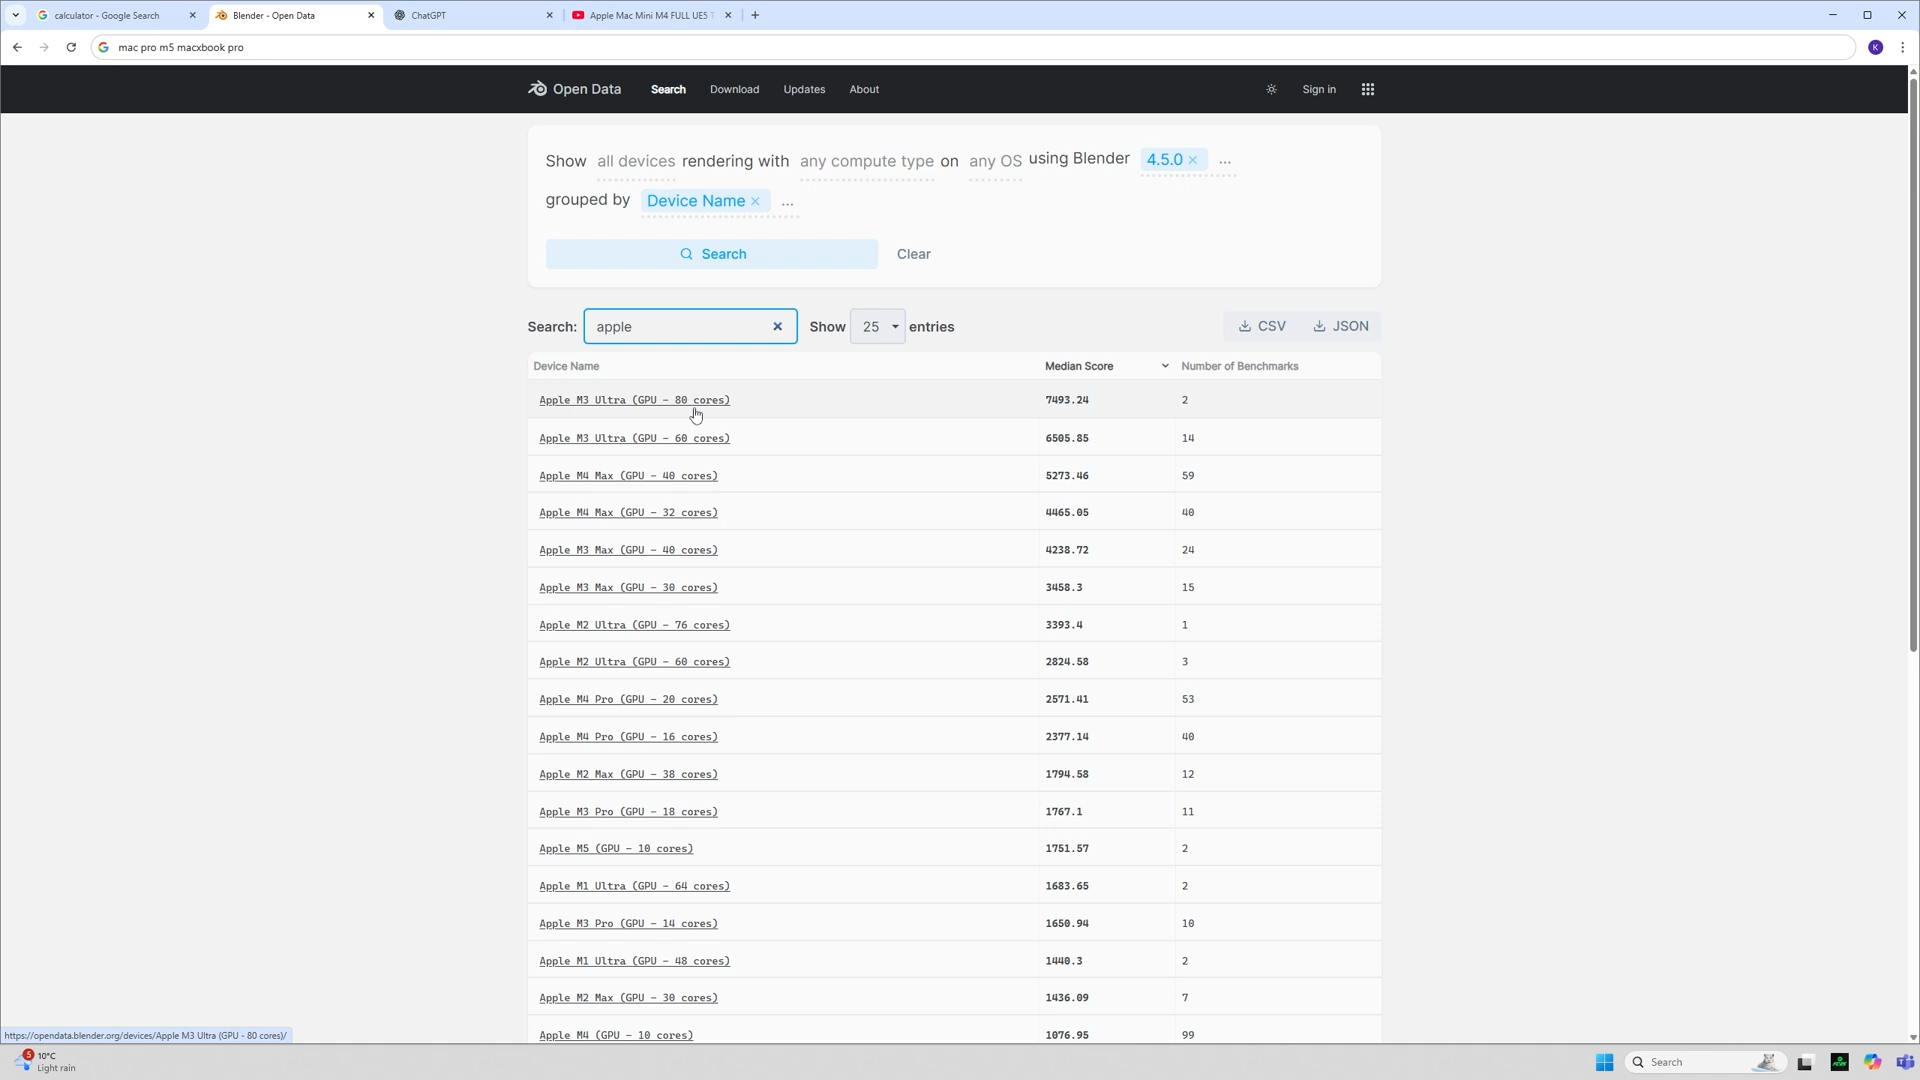 calculator - Google Search
Blender - Open Data
ChatGPT
Apple Mac Mini M4 FULL UE5
mac pro m5 macxbook pro
K
Open Data Search Download Updates About Sign in
Show all devices rendering with any compute type on any OS using Blender 4.5.0 × ...
grouped by Device Name × ...
Search Clear
Search: apple × Show 25 entries CSV JSON
Device Name Median Score Number of Benchmarks
Apple M3 Ultra (GPU - 80 cores) 7493.24 2
Apple M3 Ultra (GPU - 60 cores) 6505.85 14
Apple M4 Max (GPU - 40 cores) 5273.46 59
Apple M4 Max (GPU - 32 cores) 4465.05 40
Apple M3 Max (GPU - 40 cores) 4238.72 24
Apple M3 Max (GPU - 30 cores) 3458.3 15
Apple M2 Ultra (GPU - 76 cores) 3393.4 1
Apple M2 Ultra (GPU - 60 cores) 2824.58 3
Apple M4 Pro (GPU - 20 cores) 2571.41 53
Apple M4 Pro (GPU - 16 cores) 2377.14 40
Apple M2 Max (GPU - 38 cores) 1794.58 12
Apple M3 Pro (GPU - 18 cores) 1767.1 11
Apple M5 (GPU - 10 cores) 1751.57 2
Apple M1 Ultra (GPU - 64 cores) 1683.65 2
Apple M3 Pro (GPU - 14 cores) 1650.94 10
Apple M1 Ultra (GPU - 48 cores) 1440.3 2
Apple M2 Max (GPU - 30 cores) 1436.09 7
Apple M4 (GPU - 10 cores) 1076.95 99
https://opendata.blender.org/devices/Apple M3 Ultra (GPU - 80 cores)/
5
10°C
Light rain
Search